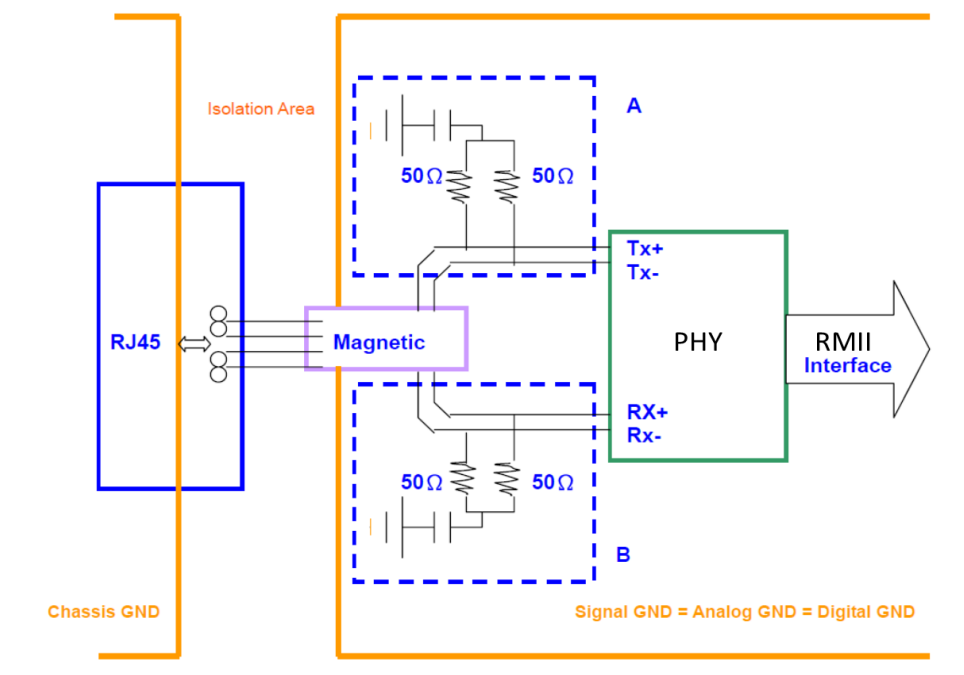 Isolation Area
A
50Ω 50Ω
Tx+
Tx-
RJ45
Magnetic
PHY
RMII
Interface
RX+
Rx-
50Ω 50Ω
B
Chassis GND
Signal GND = Analog GND = Digital GND